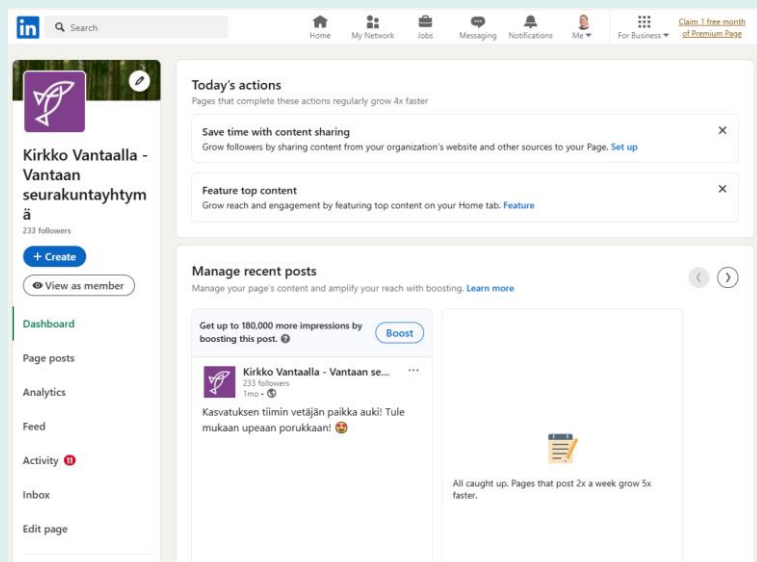 in
Search
Home
My Network
Jobs
Messaging
Notifications
Me
For Business
Claim 1 free month
of Premium Page
Kirkko Vantaalla -
Vantaan
seurakuntayhtym
ä
233 followers
+ Create
View as member
Dashboard
Page posts
Analytics
Feed
Activity 11
Inbox
Edit page
Today's actions
Pages that complete these actions regularly grow 4x faster
Save time with content sharing
Grow followers by sharing content from your organization's website and other sources to your Page. Set up
Feature top content
Grow reach and engagement by featuring top content on your Home tab. Feature
Manage recent posts
Manage your page's content and amplify your reach with boosting. Learn more
Get up to 180,000 more impressions by
boosting this post.
Boost
Kirkko Vantaalla - Vantaan se...
233 followers
1mo •
Kasvatuksen tiimin vetäjän paikka auki! Tule
mukaan upeaan porukkaan! 🤩
All caught up. Pages that post 2x a week grow 5x
faster.